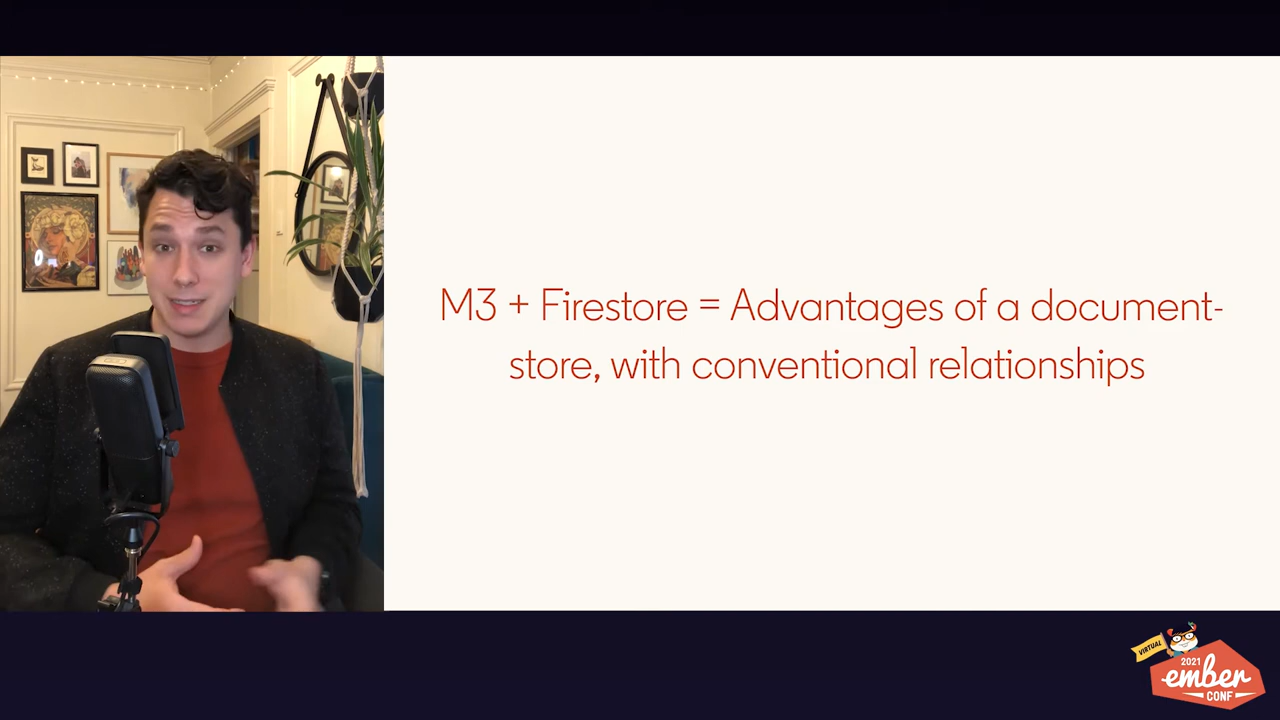 M3 + Firestore = Advantages of a document-
store, with conventional relationships
VIRTUAL
2021
ember
CONF